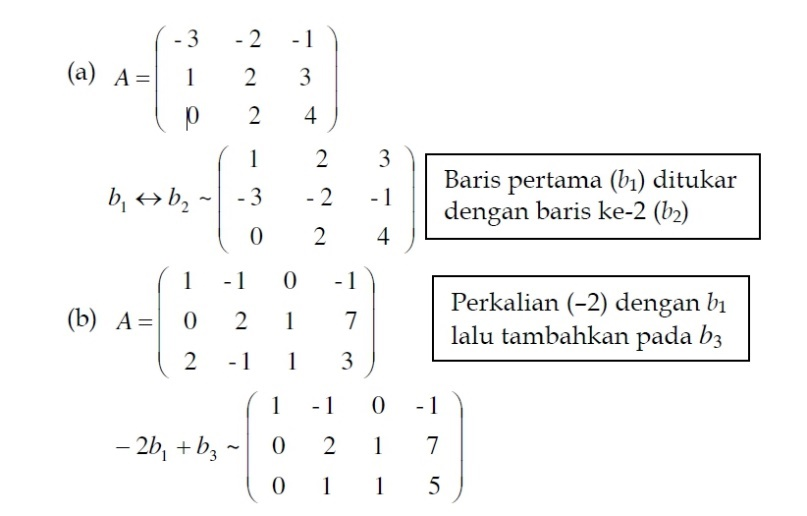 (a) A = ( -3 -2 -1
1 2 3
0 2 4 )
b₁ ↔ b₂ ~ ( 1 2 3
-3 -2 -1
0 2 4 )
Baris pertama (b₁) ditukar
dengan baris ke-2 (b₂)
(b) A = ( 1 -1 0 -1
0 2 1 7
2 -1 1 3 )
Perkalian (–2) dengan b₁
lalu tambahkan pada b₃
– 2b₁ + b₃ ~ ( 1 -1 0 -1
0 2 1 7
0 1 1 5 )